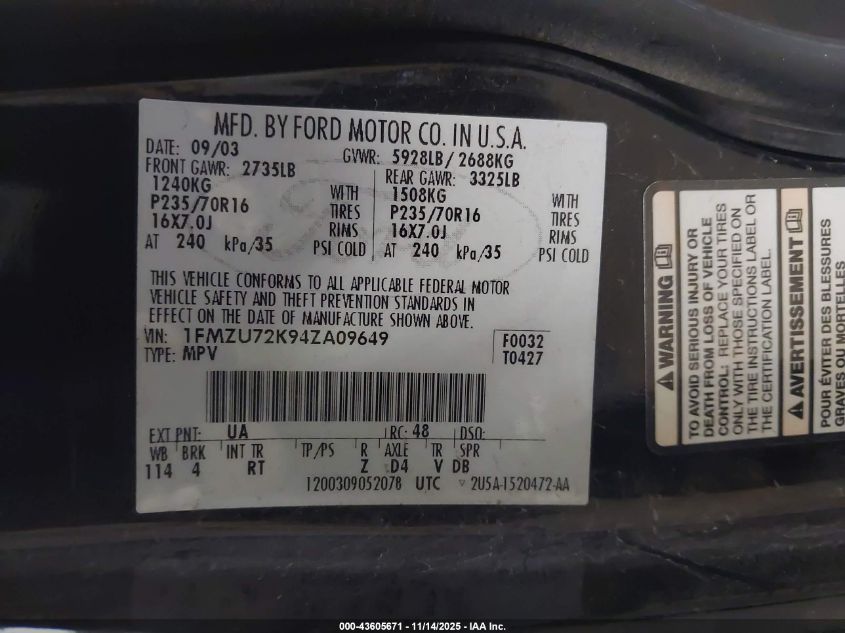 MFD. BY FORD MOTOR CO. IN U.S.A.
DATE: 09/03 GVWR: 5928LB/2688KG
FRONT GAWR: 2735LB REAR GAWR: 3325LB
1240KG WITH 1508KG WITH
P235/70R16 TIRES P235/70R16 TIRES
16X7.0J RIMS 16X7.0J RIMS
AT 240 kPa/35 PSI COLD AT 240 kPa/35 PSI COLD
THIS VEHICLE CONFORMS TO ALL APPLICABLE FEDERAL MOTOR
VEHICLE SAFETY AND THEFT PREVENTION STANDARDS IN
EFFECT ON THE DATE OF MANUFACTURE SHOWN ABOVE.
VIN: 1FMZU72K94ZA09649 F0032
TYPE: MPV T0427
EXT PNT: UA RC: 48 DSO:
WB BRK INT TR TP/PS R AXLE TR SPR
114 4 RT Z D4 V DB
1200309052078 UTC 2U5A-1520472-AA
WARNING
TO AVOID SERIOUS INJURY OR
DEATH FROM LOSS OF VEHICLE
CONTROL: REPLACE YOUR TIRES
ONLY WITH THOSE SPECIFIED ON
THE TIRE INSTRUCTIONS LABEL OR
THE CERTIFICATION LABEL.
AVERTISSEMENT
POUR ÉVITER DES BLESSURES
GRAVES OU MORTELLES
000-43605671 - 11/14/2025 - IAA Inc.